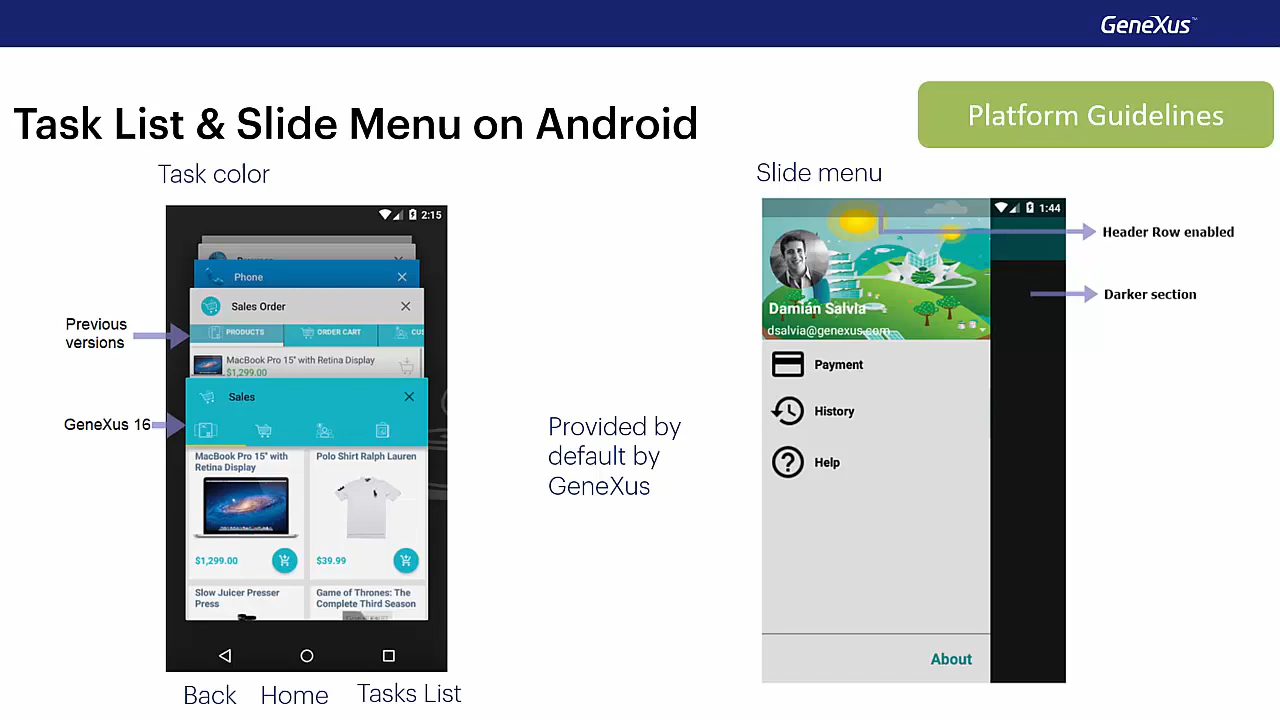 GeneXus™
Task List & Slide Menu on Android
Platform Guidelines
Task color
2:15
Phone
Sales Order
PRODUCTS
ORDER CART
CUS
MacBook Pro 15" with Retina Display
$1,299.00
Previous
versions
Sales
GeneXus 16
MacBook Pro 15" with
Retina Display
Polo Shirt Ralph Lauren
$1,299.00
$39.99
Slow Juicer Presser
Press
Game of Thrones: The
Complete Third Season
Back
Home
Tasks List
Provided by
default by
GeneXus
Slide menu
1:44
Header Row enabled
Darker section
Damián Salvia
dsalvia@genexus.com
Payment
History
Help
About